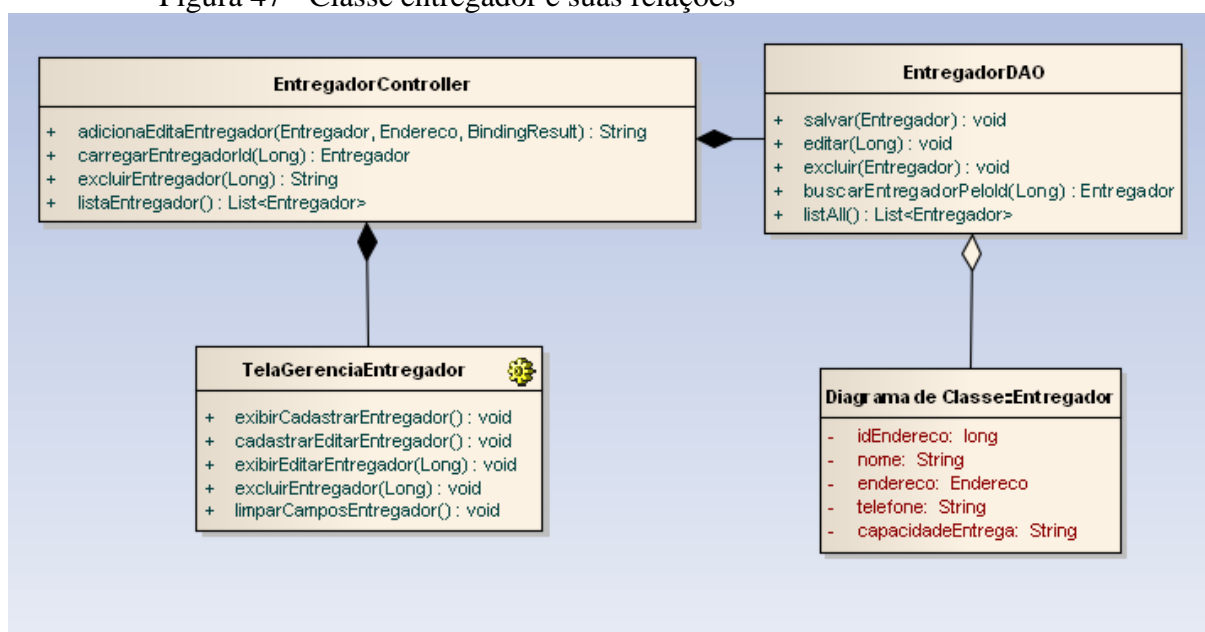 Figura 47 - Classe entregador e suas relações
EntregadorController
+ adicionaEditaEntregador(Entregador, Endereco, BindingResult) : String
+ carregarEntregadorId(Long) : Entregador
+ excluirEntregador(Long) : String
+ listaEntregador() : List<Entregador>
EntregadorDAO
+ salvar(Entregador) : void
+ editar(Long) : void
+ excluir(Entregador) : void
+ buscarEntregadorPeloId(Long) : Entregador
+ listAll() : List<Entregador>
TelaGerenciaEntregador
+ exibirCadastrarEntregador() : void
+ cadastrarEditarEntregador() : void
+ exibirEditarEntregador(Long) : void
+ excluirEntregador(Long) : void
+ limparCamposEntregador() : void
Diagrama de Classe::Entregador
- idEndereco: long
- nome: String
- endereco: Endereco
- telefone: String
- capacidadeEntrega: String